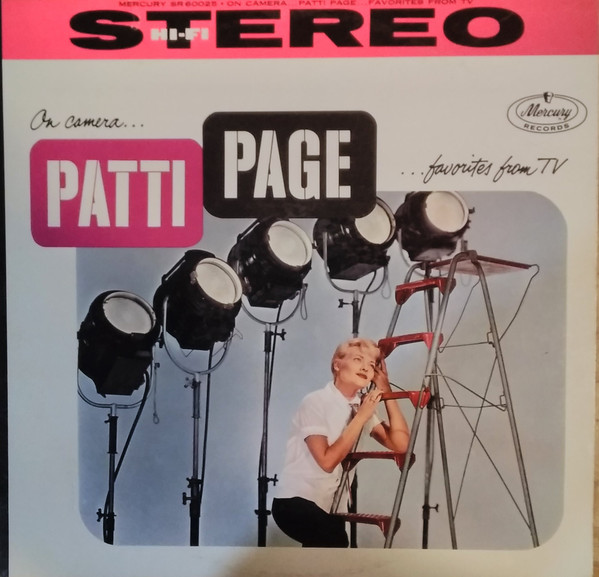 MERCURY SR 60025 • ON CAMERA...PATTI PAGE...FAVORITES FROM TV
STEREO
HI-FI
On camera...
Mercury
RECORDS
PATTI
PAGE
...favorites from TV